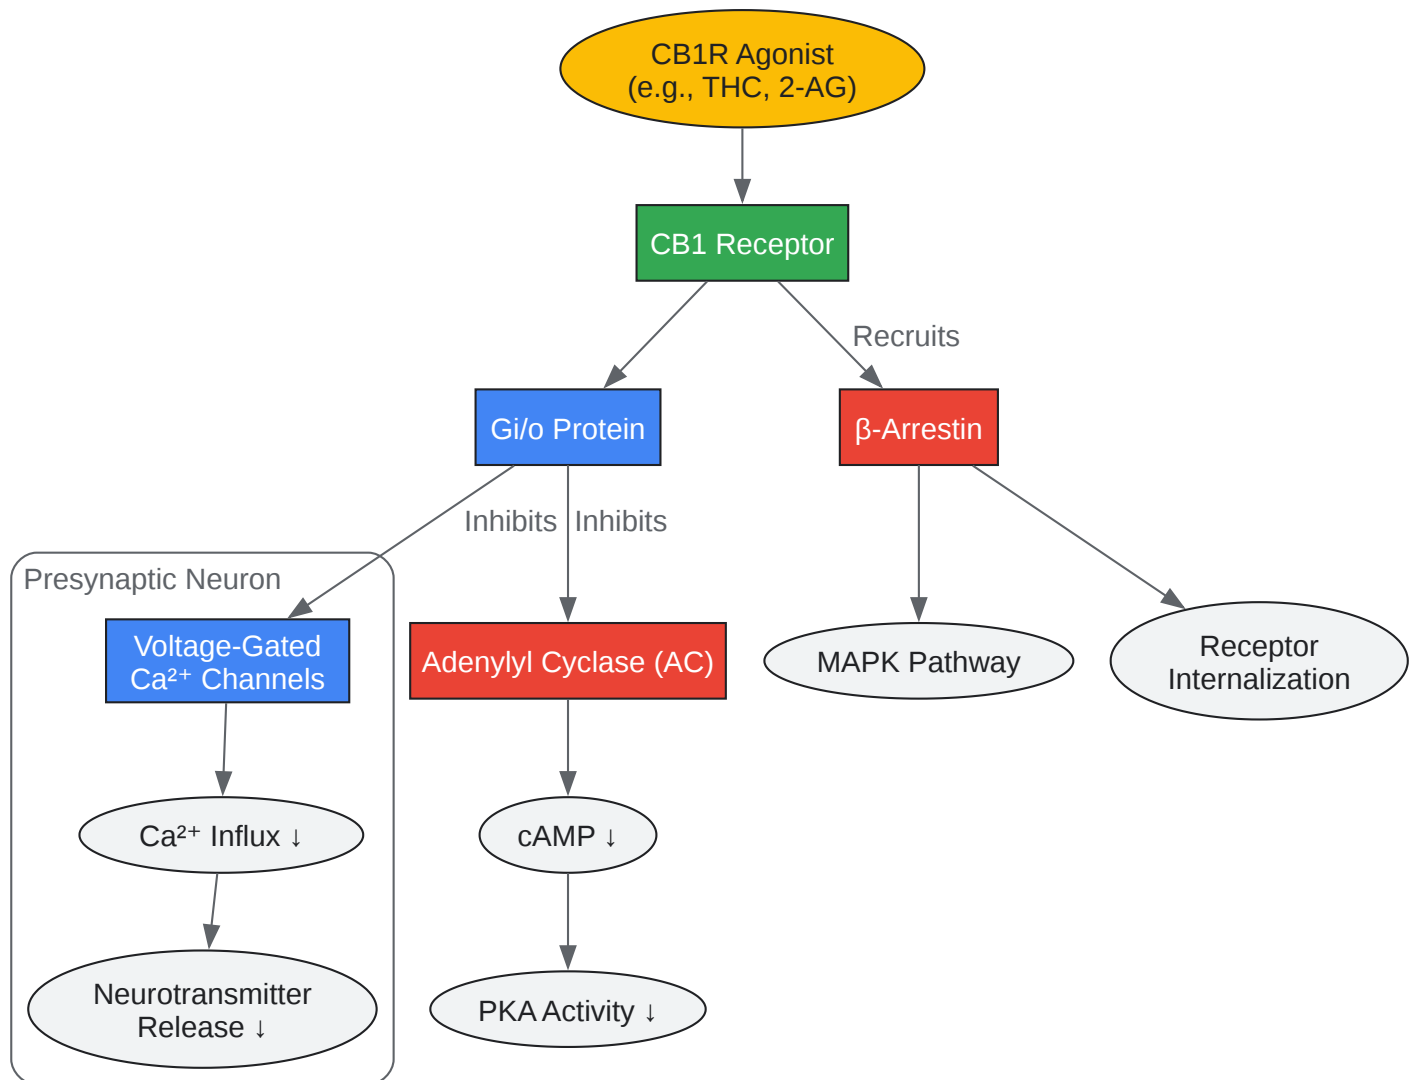 CB1R Agonist
(e.g., THC, 2-AG)
CB1 Receptor
Recruits
Gi/o Protein
β-Arrestin
Inhibits
Inhibits
Presynaptic Neuron
Voltage-Gated
Ca²⁺ Channels
Adenylyl Cyclase (AC)
MAPK Pathway
Receptor
Internalization
Ca²⁺ Influx ↓
cAMP ↓
Neurotransmitter
Release ↓
PKA Activity ↓